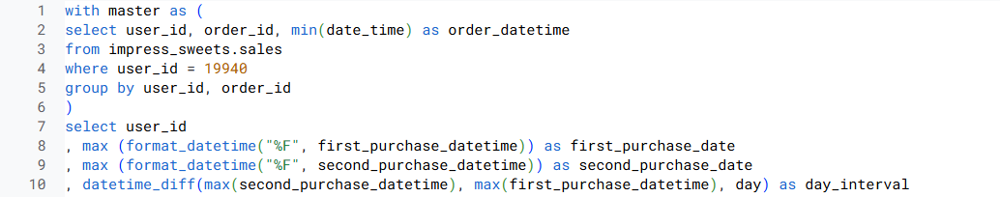 1 with master as (
2 select user_id, order_id, min(date_time) as order_datetime
3 from impress_sweets.sales
4 where user_id = 19940
5 group by user_id, order_id
6 )
7 select user_id
8 , max (format_datetime("%F", first_purchase_datetime)) as first_purchase_date
9 , max (format_datetime("%F", second_purchase_datetime)) as second_purchase_date
10 , datetime_diff(max(second_purchase_datetime), max(first_purchase_datetime), day) as day_interval